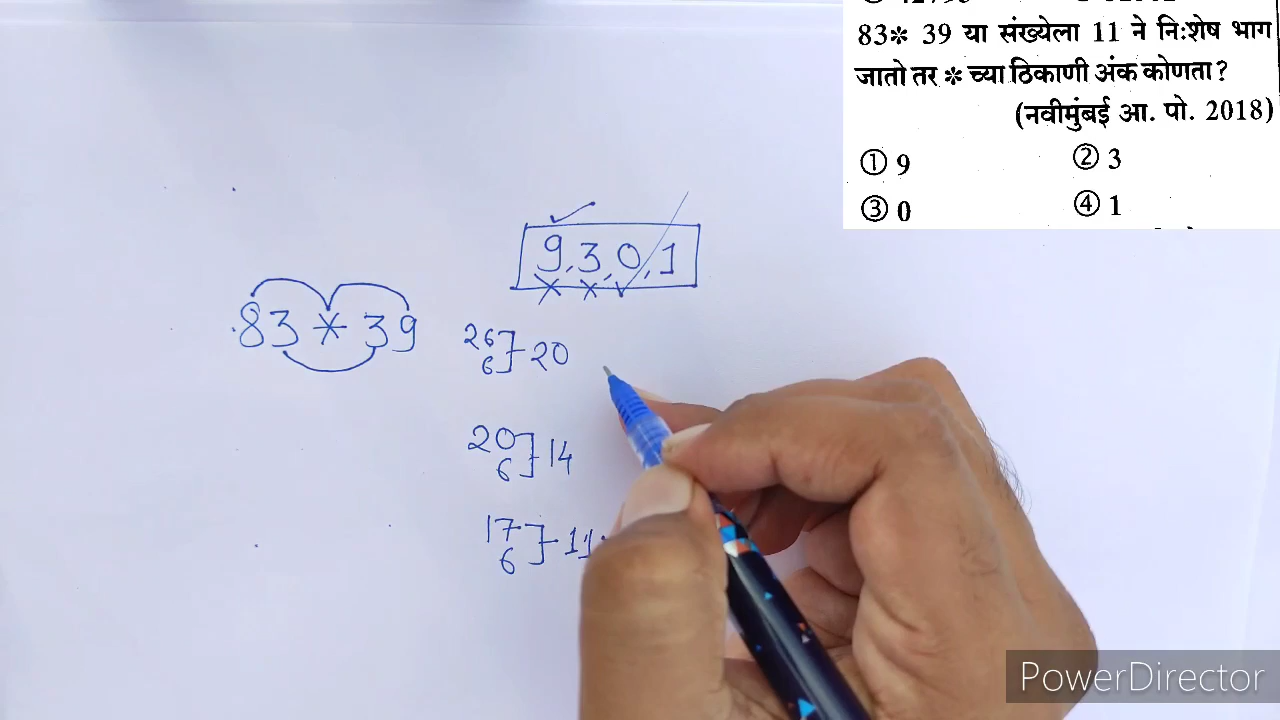 83* 39 या संख्येला 11 ने निःशेष भाग
जातो तर * च्या ठिकाणी अंक कोणता?
(नवीमुंबई आ. पो. 2018)
① 9 ② 3
③ 0 ④ 1
9, 3, 0, 1
83 * 39
26
6
20
20
6
14
17
6
11
PowerDirector